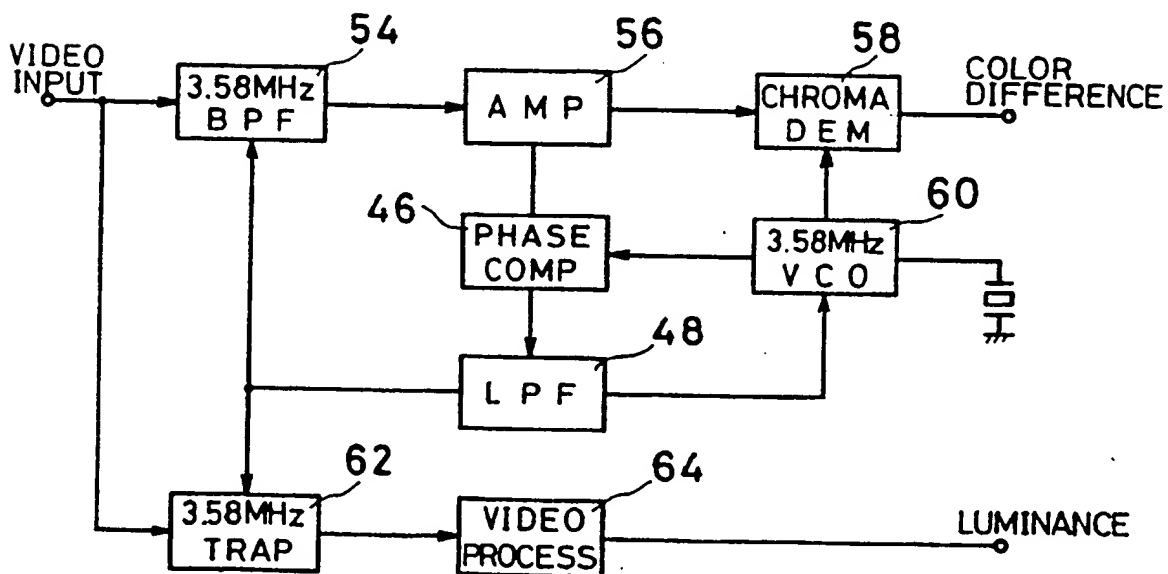 VIDEO
INPUT
54
3.58MHz
BPF
56
AMP
58
CHROMA
DEM
COLOR
DIFFERENCE
46
PHASE
COMP
60
3.58MHz
VCO
48
LPF
62
3.58MHz
TRAP
64
VIDEO
PROCESS
LUMINANCE